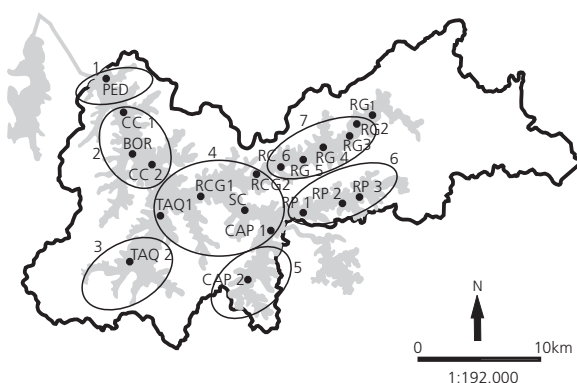 1
PED
CC 1
2
BOR
CC 2
3
TAQ 2
4
RCG1
RCG2
TAQ1
SC
CAP 1
CAP 2
5
7
RG1
RG2
RG3
RG 4
RG 5
RG 6
6
RP 1
RP 2
RP 3
N
0 10km
1:192.000